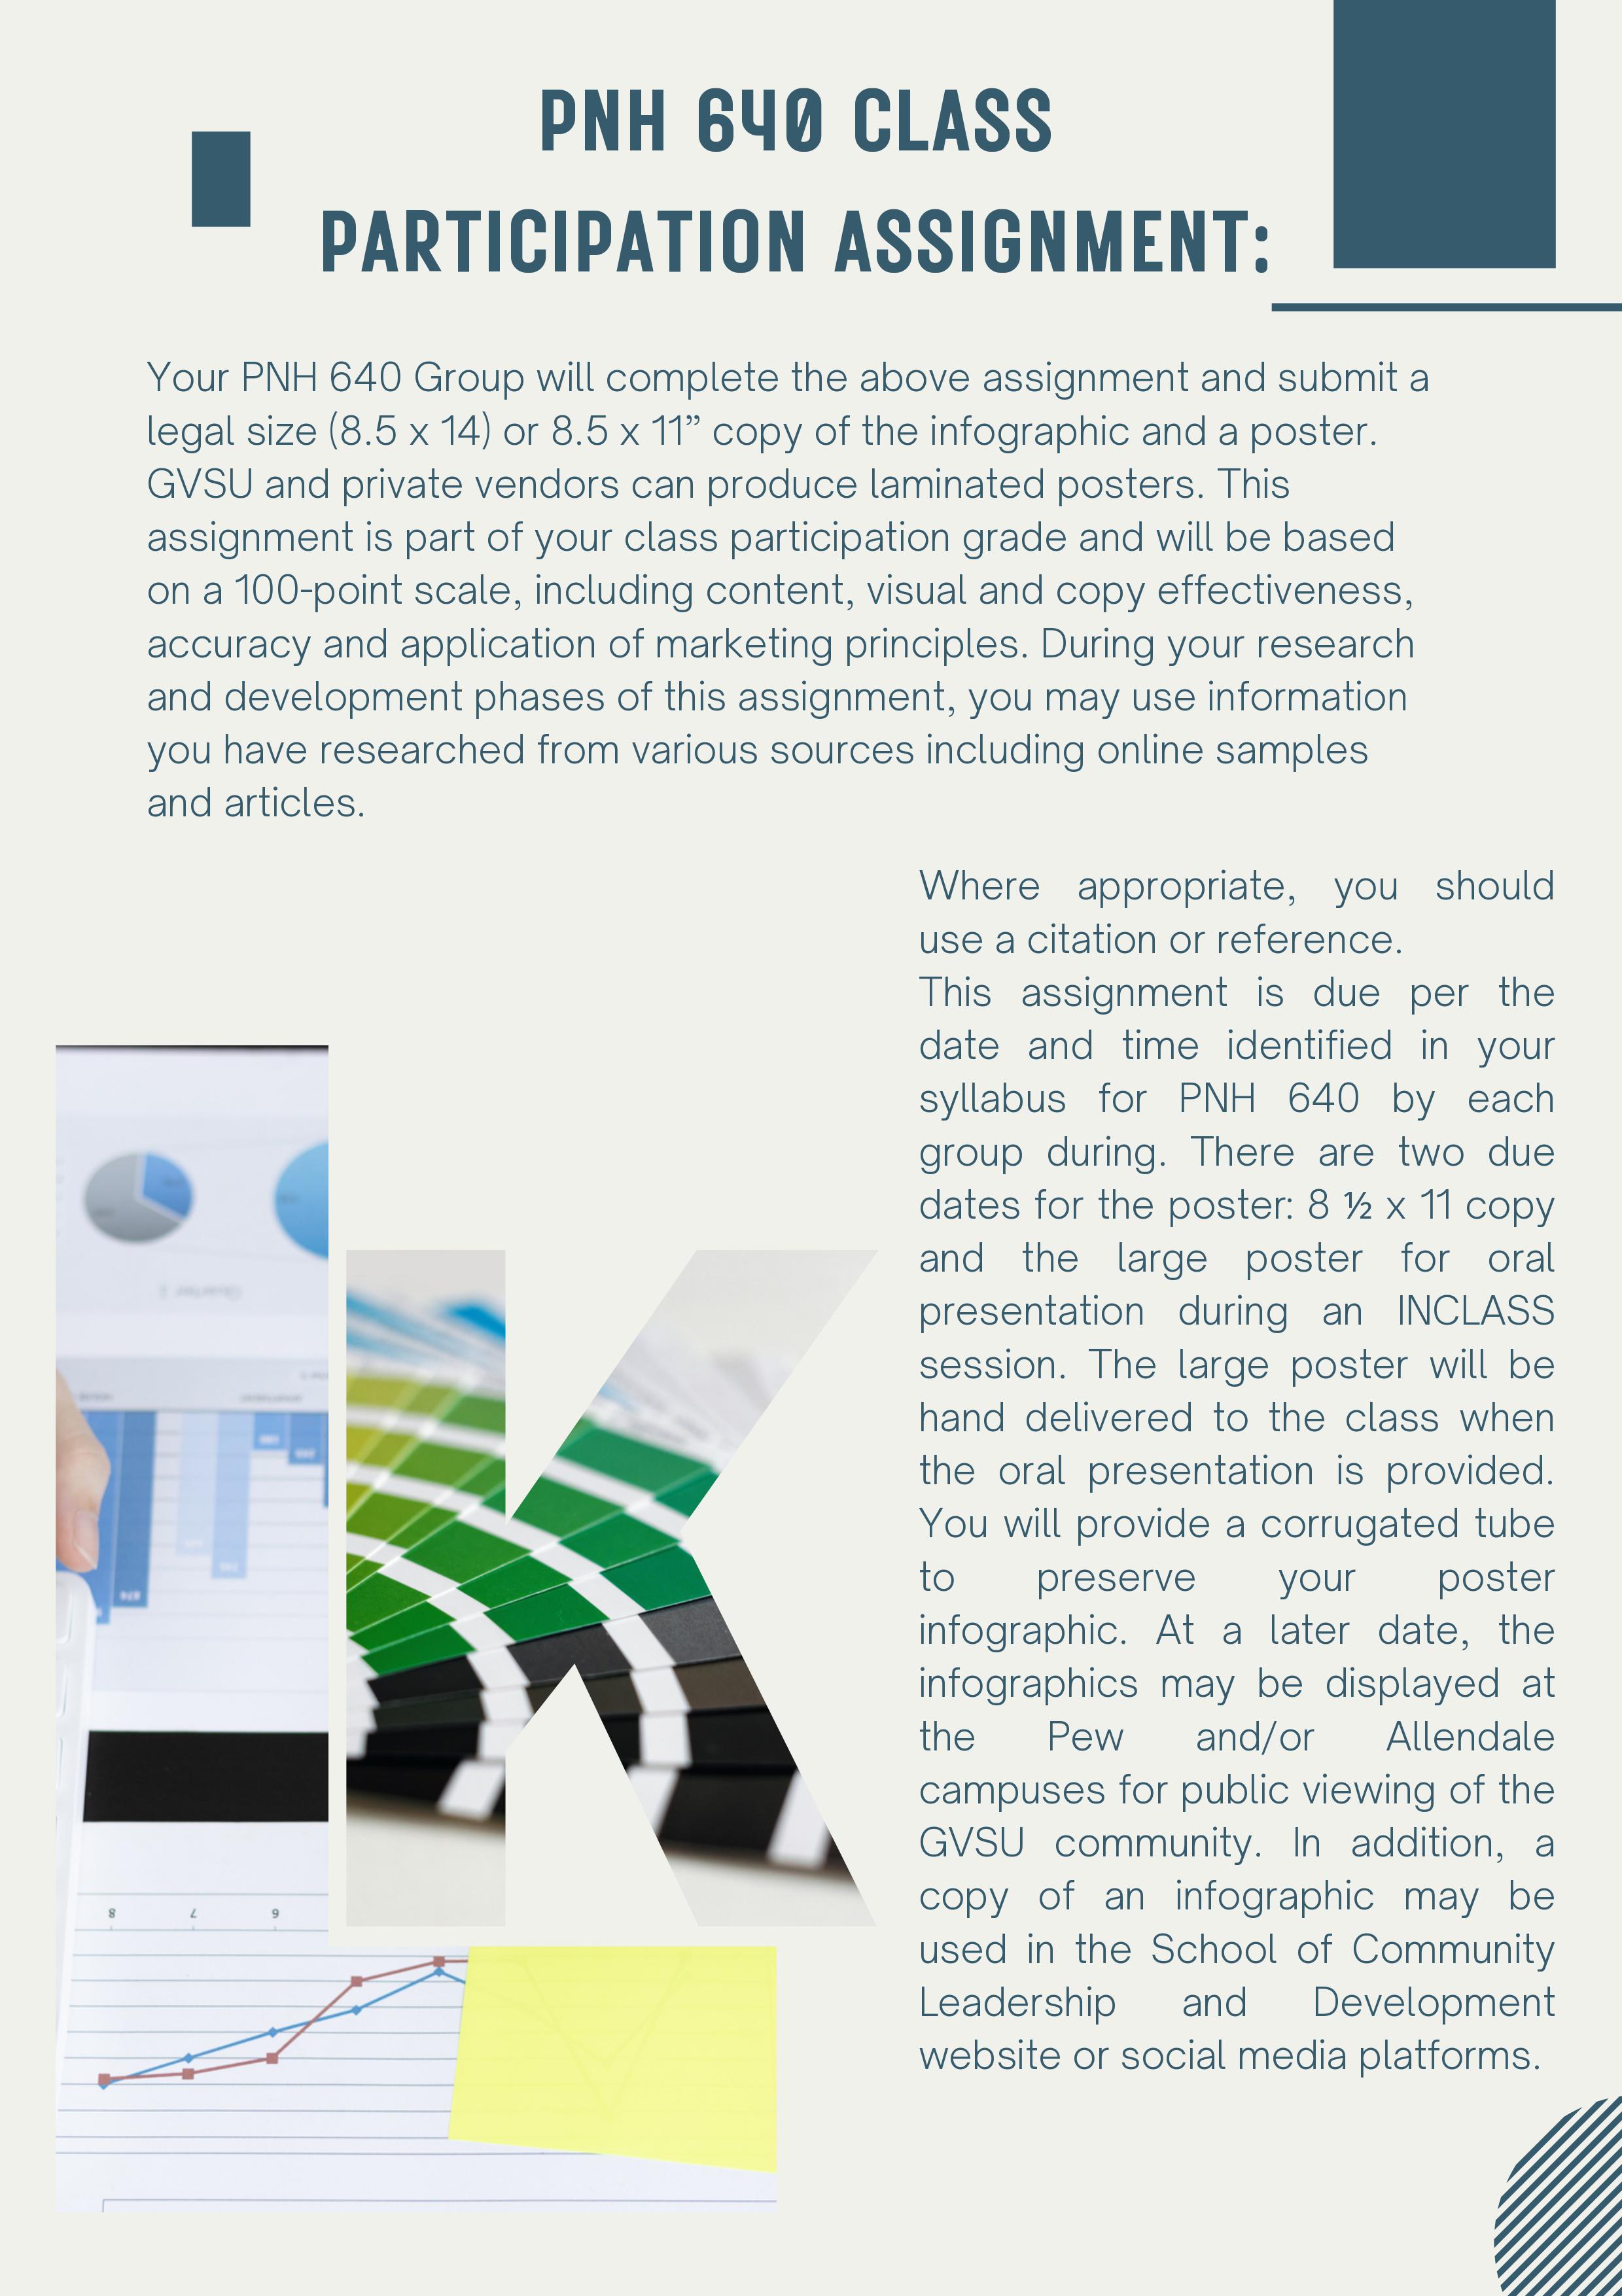 PNH 640 CLASS
PARTICIPATION ASSIGNMENT:
Your PNH 640 Group will complete the above assignment and submit a
legal size (8.5 x 14) or 8.5 x 11” copy of the infographic and a poster.
GVSU and private vendors can produce laminated posters. This
assignment is part of your class participation grade and will be based
on a 100-point scale, including content, visual and copy effectiveness,
accuracy and application of marketing principles. During your research
and development phases of this assignment, you may use information
you have researched from various sources including online samples
and articles.
Where appropriate, you should
use a citation or reference.
This assignment is due per the
date and time identified in your
syllabus for PNH 640 by each
group during. There are two due
dates for the poster: 8 ½ x 11 copy
and the large poster for oral
presentation during an INCLASS
session. The large poster will be
hand delivered to the class when
the oral presentation is provided.
You will provide a corrugated tube
to preserve your poster
infographic. At a later date, the
infographics may be displayed at
the Pew and/or Allendale
campuses for public viewing of the
GVSU community. In addition, a
copy of an infographic may be
used in the School of Community
Leadership and Development
website or social media platforms.
Quarter
8 7 6
K